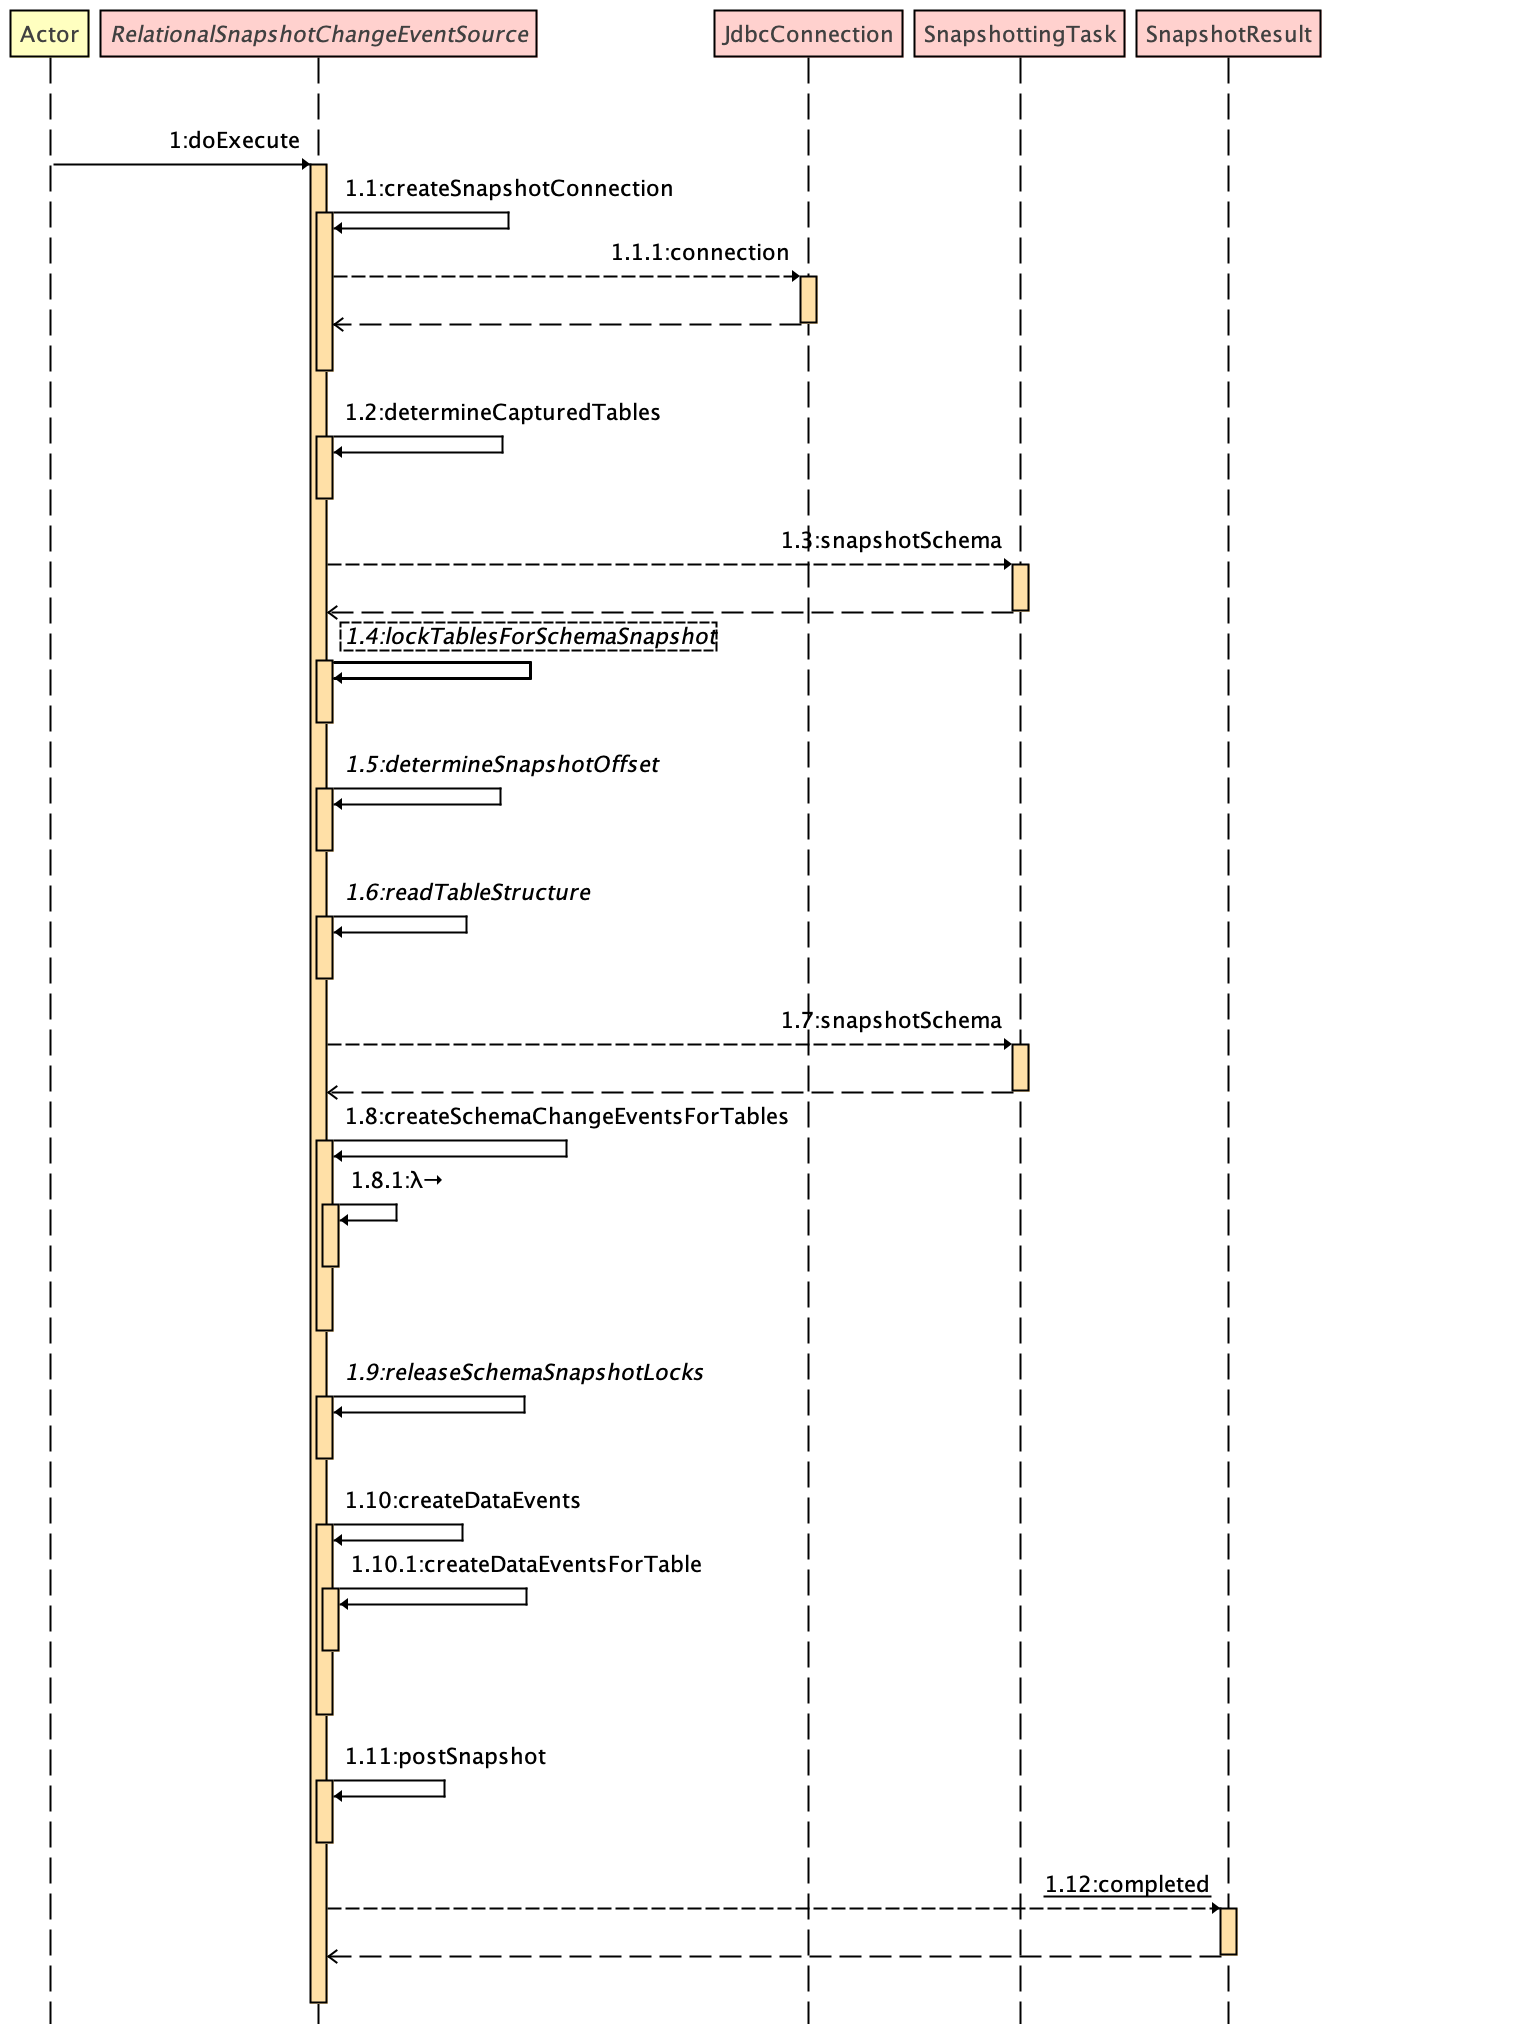 Actor
RelationalSnapshotChangeEventSource
JdbcConnection
SnapshottingTask
SnapshotResult
1:doExecute
1.1:createSnapshotConnection
1.1.1:connection
1.2:determineCapturedTables
1.3:snapshotSchema
1.4:lockTablesForSchemaSnapshot
1.5:determineSnapshotOffset
1.6:readTableStructure
1.7:snapshotSchema
1.8:createSchemaChangeEventsForTables
1.8.1:λ→
1.9:releaseSchemaSnapshotLocks
1.10:createDataEvents
1.10.1:createDataEventsForTable
1.11:postSnapshot
1.12:completed